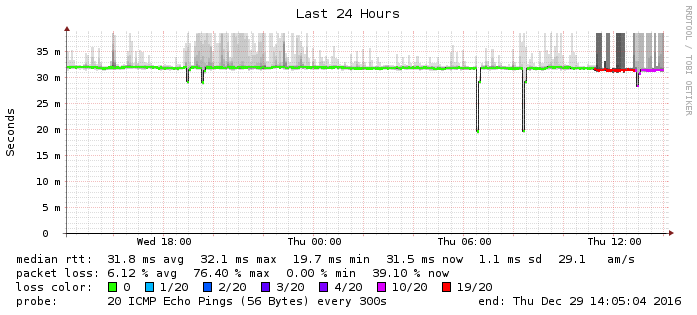 Last 24 Hours
RRDTOOL / TOBI OETIKER
Seconds
35 m
30 m
25 m
20 m
15 m
10 m
5 m
0
Wed 18:00 Thu 00:00 Thu 06:00 Thu 12:00
median rtt: 31.8 ms avg 32.1 ms max 19.7 ms min 31.5 ms now 1.1 ms sd 29.1 am/s
packet loss: 6.12 % avg 76.40 % max 0.00 % min 39.10 % now
loss color: 0 1/20 2/20 3/20 4/20 10/20 19/20
probe: 20 ICMP Echo Pings (56 Bytes) every 300s end: Thu Dec 29 14:05:04 2016